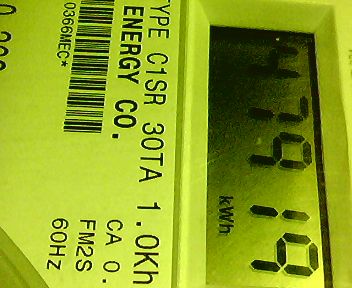 47919
kWh
TYPE C1SR 30TA 1.0Kh
ENERGY CO.
CA 0.
FM2S
60HZ
0366MEC*